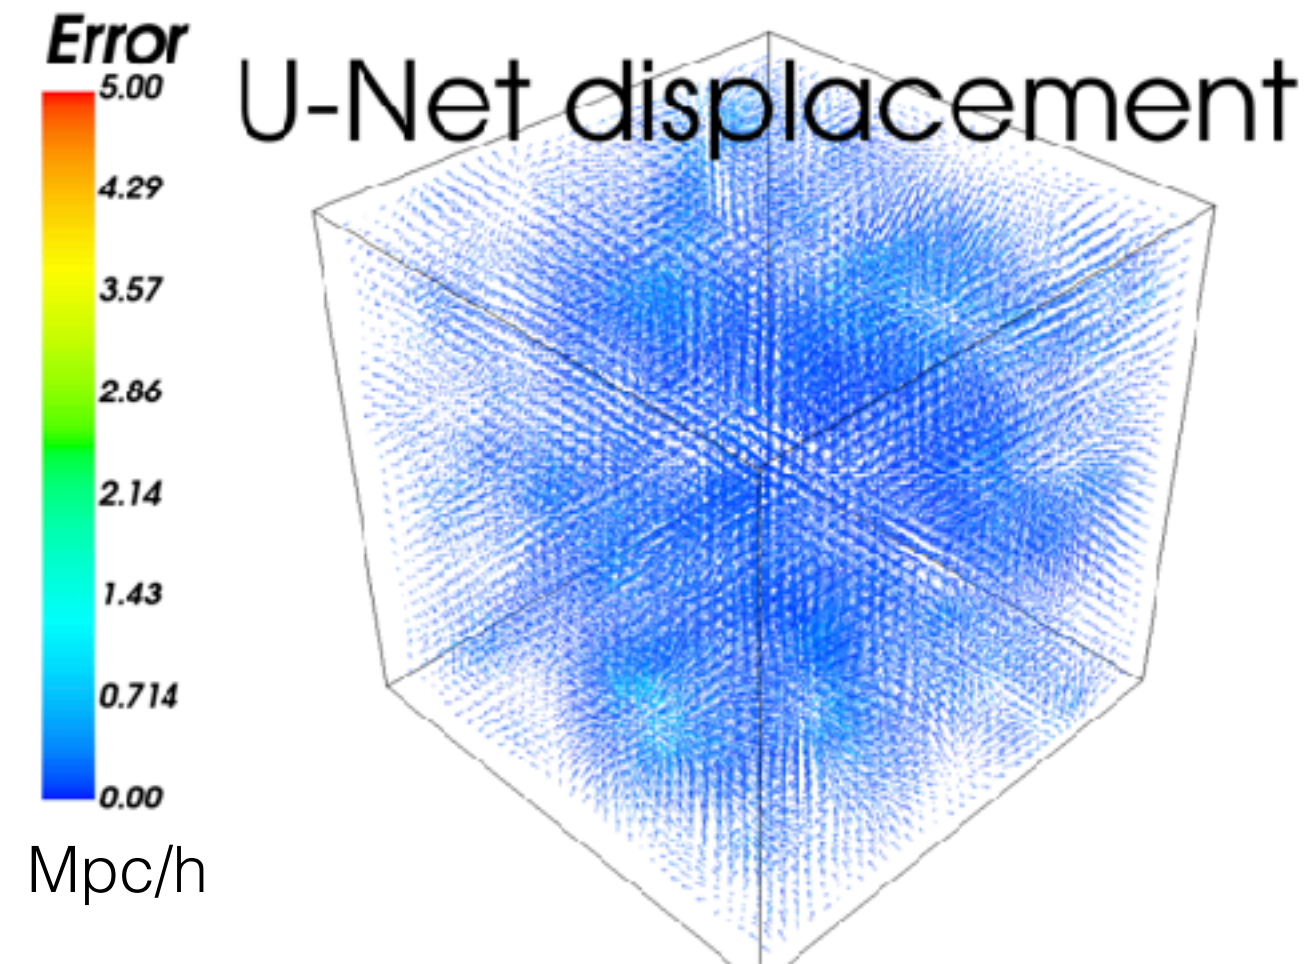 Error
U-Net displacement
5.00
4.29
3.57
2.86
2.14
1.43
0.714
0.00
Mpc/h